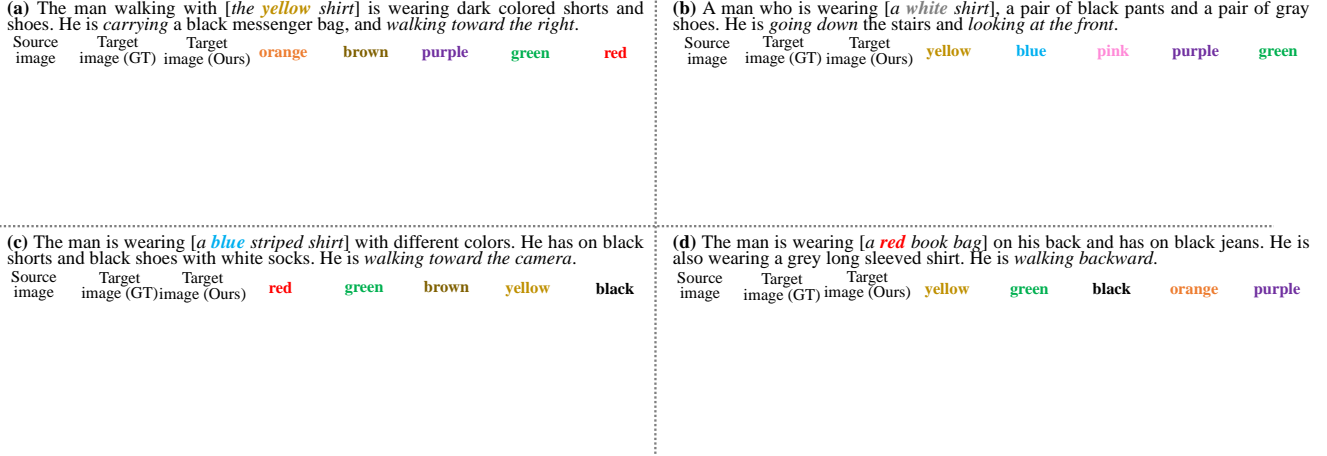 (a) The man walking with [the yellow shirt] is wearing dark colored shorts and
shoes. He is carrying a black messenger bag, and walking toward the right.
Source image Target image (GT) Target image (Ours) orange brown purple green red
(b) A man who is wearing [a white shirt], a pair of black pants and a pair of gray
shoes. He is going down the stairs and looking at the front.
Source image Target image (GT) Target image (Ours) yellow blue pink purple green
(c) The man is wearing [a blue striped shirt] with different colors. He has on black
shorts and black shoes with white socks. He is walking toward the camera.
Source image Target image (GT) Target image (Ours) red green brown yellow black
(d) The man is wearing [a red book bag] on his back and has on black jeans. He is
also wearing a grey long sleeved shirt. He is walking backward.
Source image Target image (GT) Target image (Ours) yellow green black orange purple